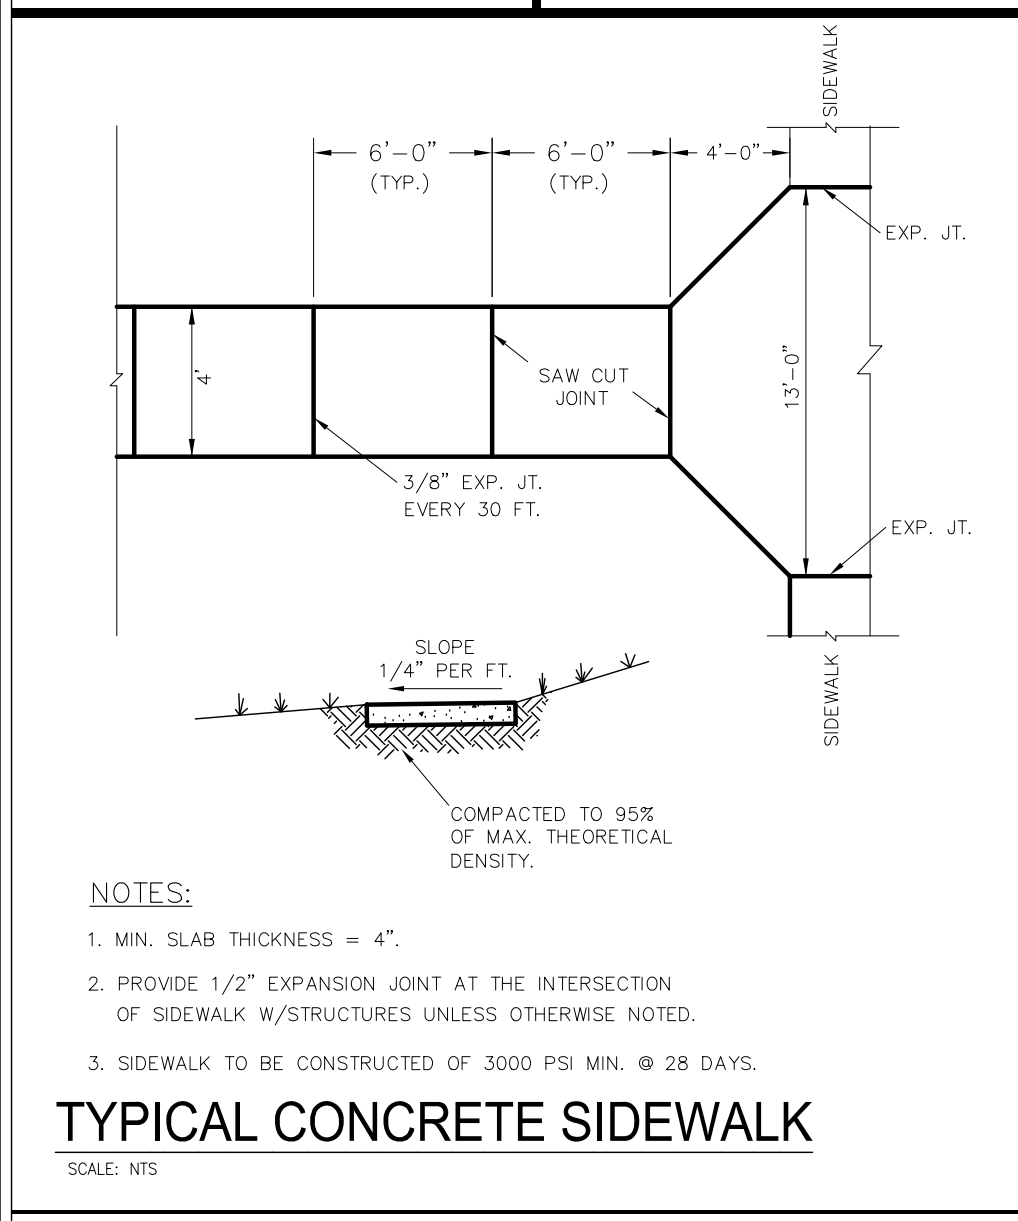 SIDEWALK
6'-0"
(TYP.)
6'-0"
(TYP.)
4'-0"
EXP. JT.
4'
SAW CUT
JOINT
13'-0"
3/8" EXP. JT.
EVERY 30 FT.
EXP. JT.
SLOPE
1/4" PER FT.
SIDEWALK
COMPACTED TO 95%
OF MAX. THEORETICAL
DENSITY.
NOTES:
1. MIN. SLAB THICKNESS = 4".
2. PROVIDE 1/2" EXPANSION JOINT AT THE INTERSECTION
OF SIDEWALK W/STRUCTURES UNLESS OTHERWISE NOTED.
3. SIDEWALK TO BE CONSTRUCTED OF 3000 PSI MIN. @ 28 DAYS.
TYPICAL CONCRETE SIDEWALK
SCALE: NTS